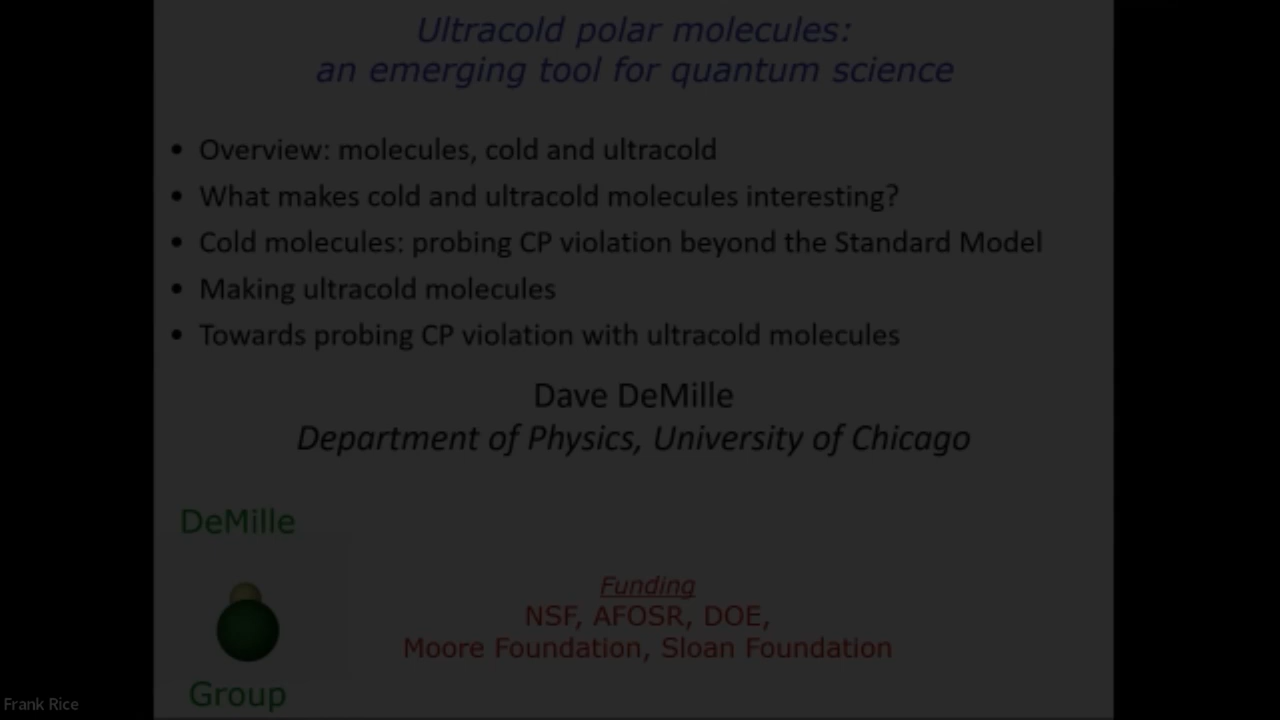 Ultracold polar molecules:
an emerging tool for quantum science
• Overview: molecules, cold and ultracold
• What makes cold and ultracold molecules interesting?
• Cold molecules: probing CP violation beyond the Standard Model
• Making ultracold molecules
• Towards probing CP violation with ultracold molecules
Dave DeMille
Department of Physics, University of Chicago
DeMille
Group
Funding
NSF, AFOSR, DOE,
Moore Foundation, Sloan Foundation
Frank Rice